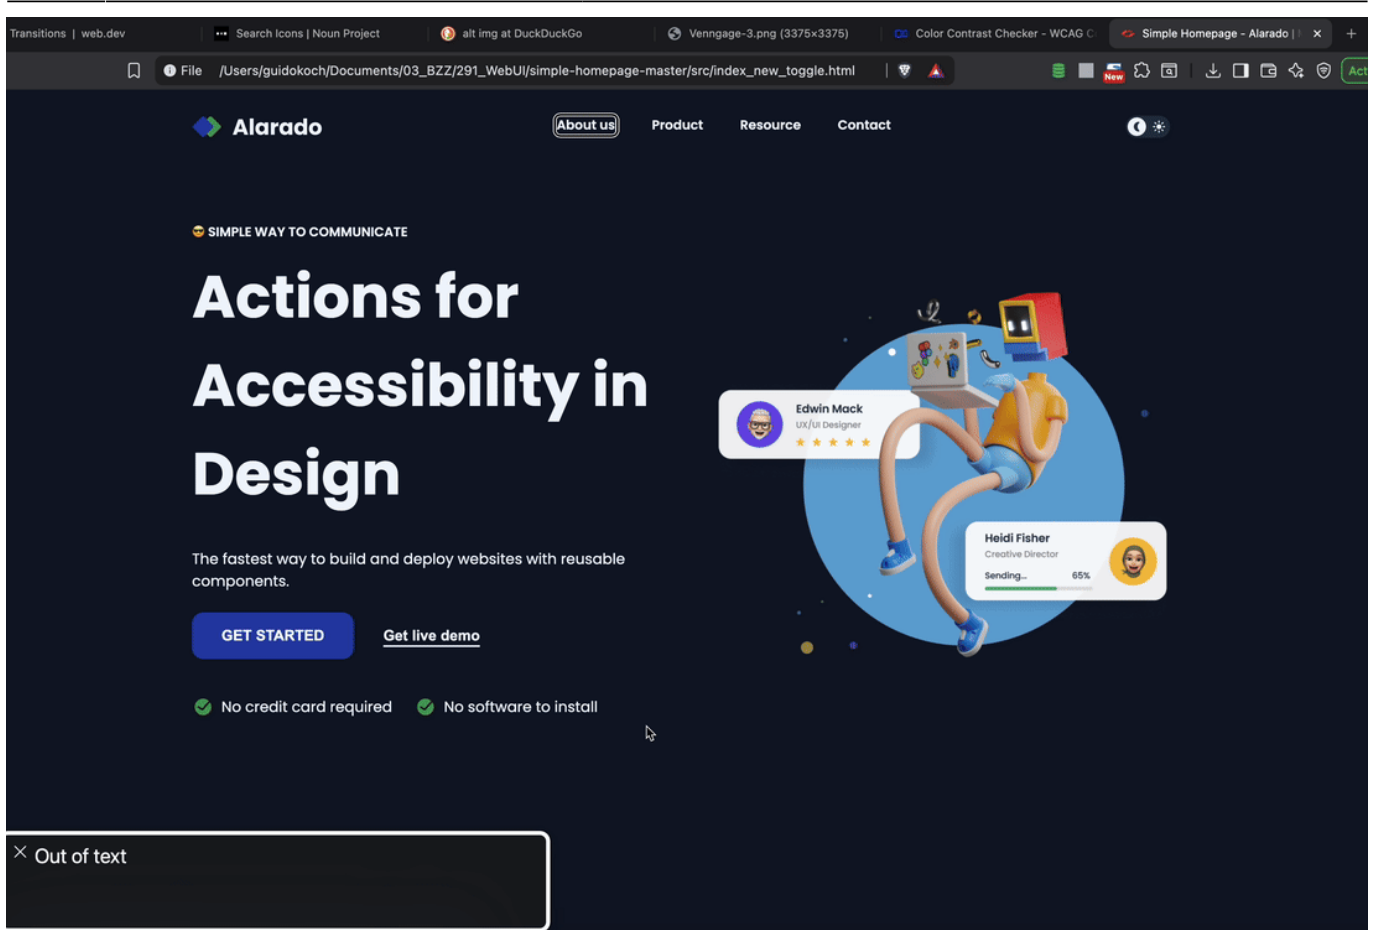 Transitions | web.dev
Search Icons | Noun Project
alt img at DuckDuckGo
Venngage-3.png (3375×3375)
Color Contrast Checker - WCAG C
Simple Homepage - Alarado |
File /Users/guidokoch/Documents/03_BZZ/291_WebUI/simple-homepage-master/src/index_new_toggle.html
New
Act
Alarado
About us
Product
Resource
Contact
SIMPLE WAY TO COMMUNICATE
Actions for
Accessibility in
Design
The fastest way to build and deploy websites with reusable
components.
GET STARTED
Get live demo
No credit card required
No software to install
Edwin Mack
UX/UI Designer
Heidi Fisher
Creative Director
Sending... 65%
Out of text